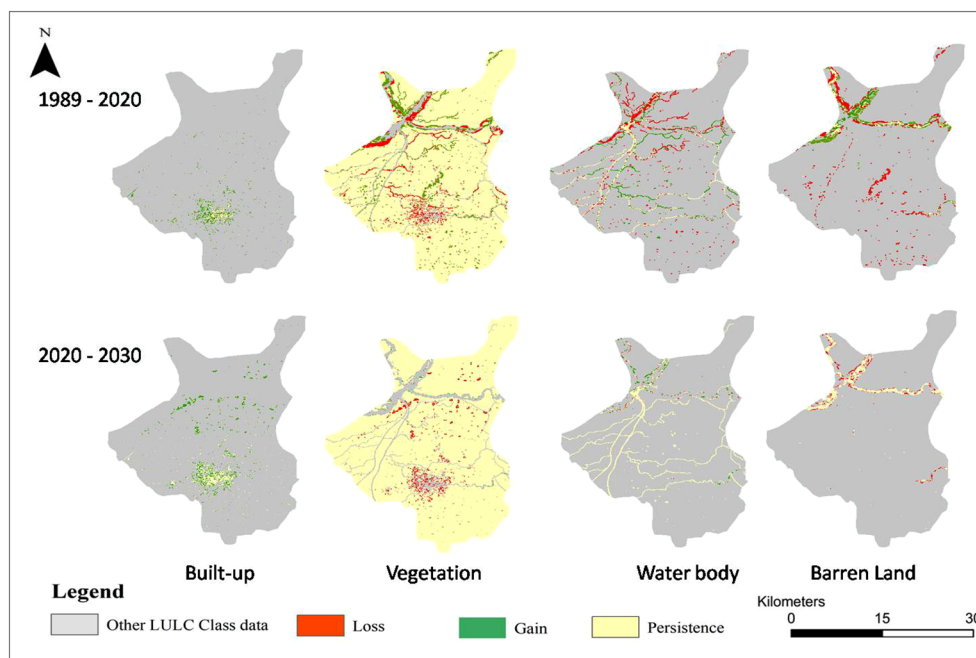 N
1989 - 2020
2020 - 2030
Built-up
Vegetation
Water body
Barren Land
Legend
Other LULC Class data
Loss
Gain
Persistence
Kilometers
0
15
30